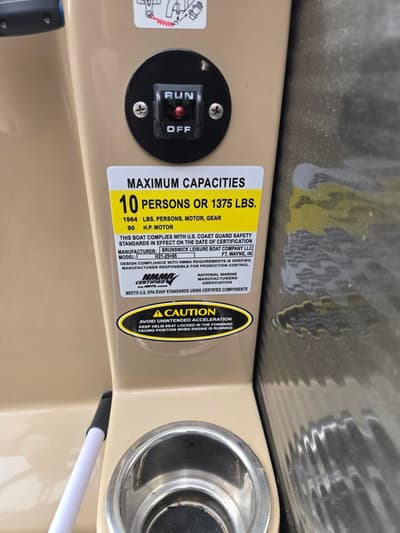 RUN
OFF
MAXIMUM CAPACITIES
10 PERSONS OR 1375 LBS.
1964 LBS. PERSONS, MOTOR, GEAR
90 H.P. MOTOR
THIS BOAT COMPLIES WITH U.S. COAST GUARD SAFETY
STANDARDS IN EFFECT ON THE DATE OF CERTIFICATION
MANUFACTURER: BRUNSWICK LEISURE BOAT COMPANY LLC
MODEL: FT. WAYNE, IN
DESIGN COMPLIANCE WITH NMMA REQUIREMENTS IS VERIFIED.
MANUFACTURER RESPONSIBLE FOR PRODUCTION CONTROL.
NMMA CERTIFIED NATIONAL MARINE
MANUFACTURERS
ASSOCIATION
MEETS U.S. EPA EVAP STANDARDS USING CERTIFIED COMPONENTS
CAUTION
AVOID UNINTENDED ACCELERATION
KEEP HELM SEAT LOCKED IN THE FORWARD
FACING POSITION WHEN ENGINE IS RUNNING